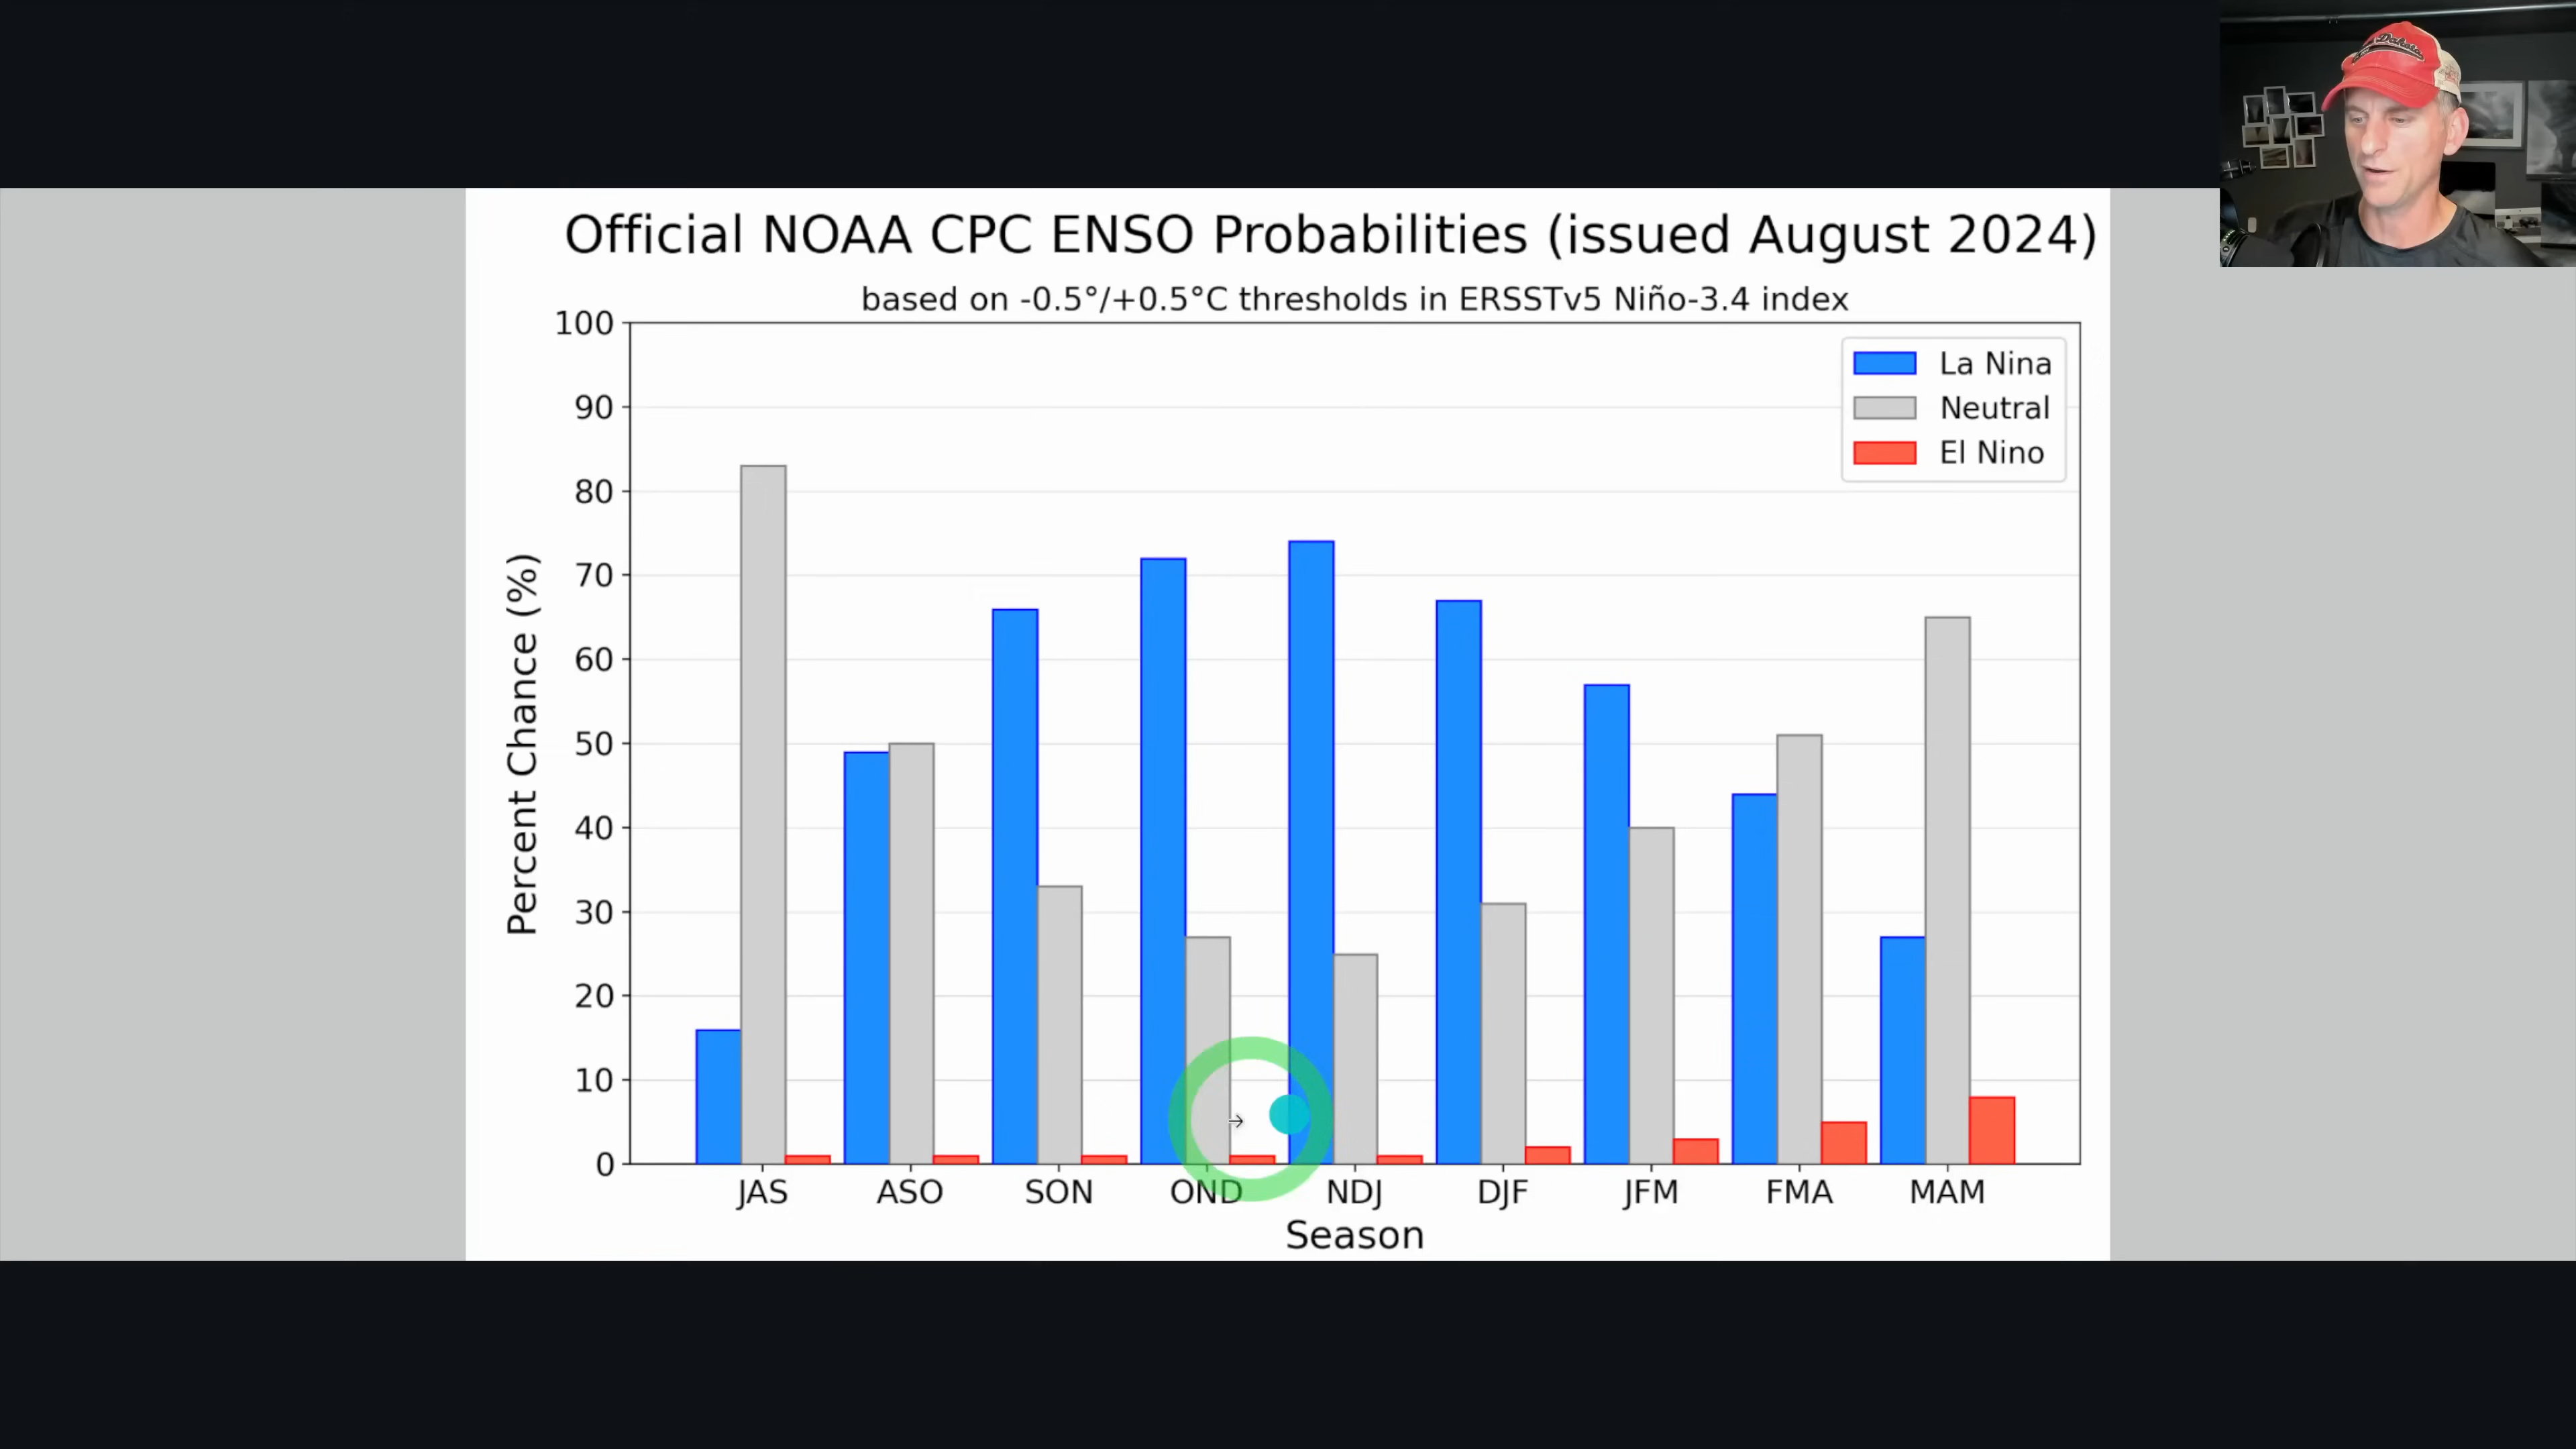 Official NOAA CPC ENSO Probabilities (issued August 2024)
based on -0.5°/+0.5°C thresholds in ERSSTv5 Niño-3.4 index
La Nina
Neutral
El Nino
Percent Chance (%)
100
90
80
70
60
50
40
30
20
10
0
JAS ASO SON OND NDJ DJF JFM FMA MAM
Season
Dakota